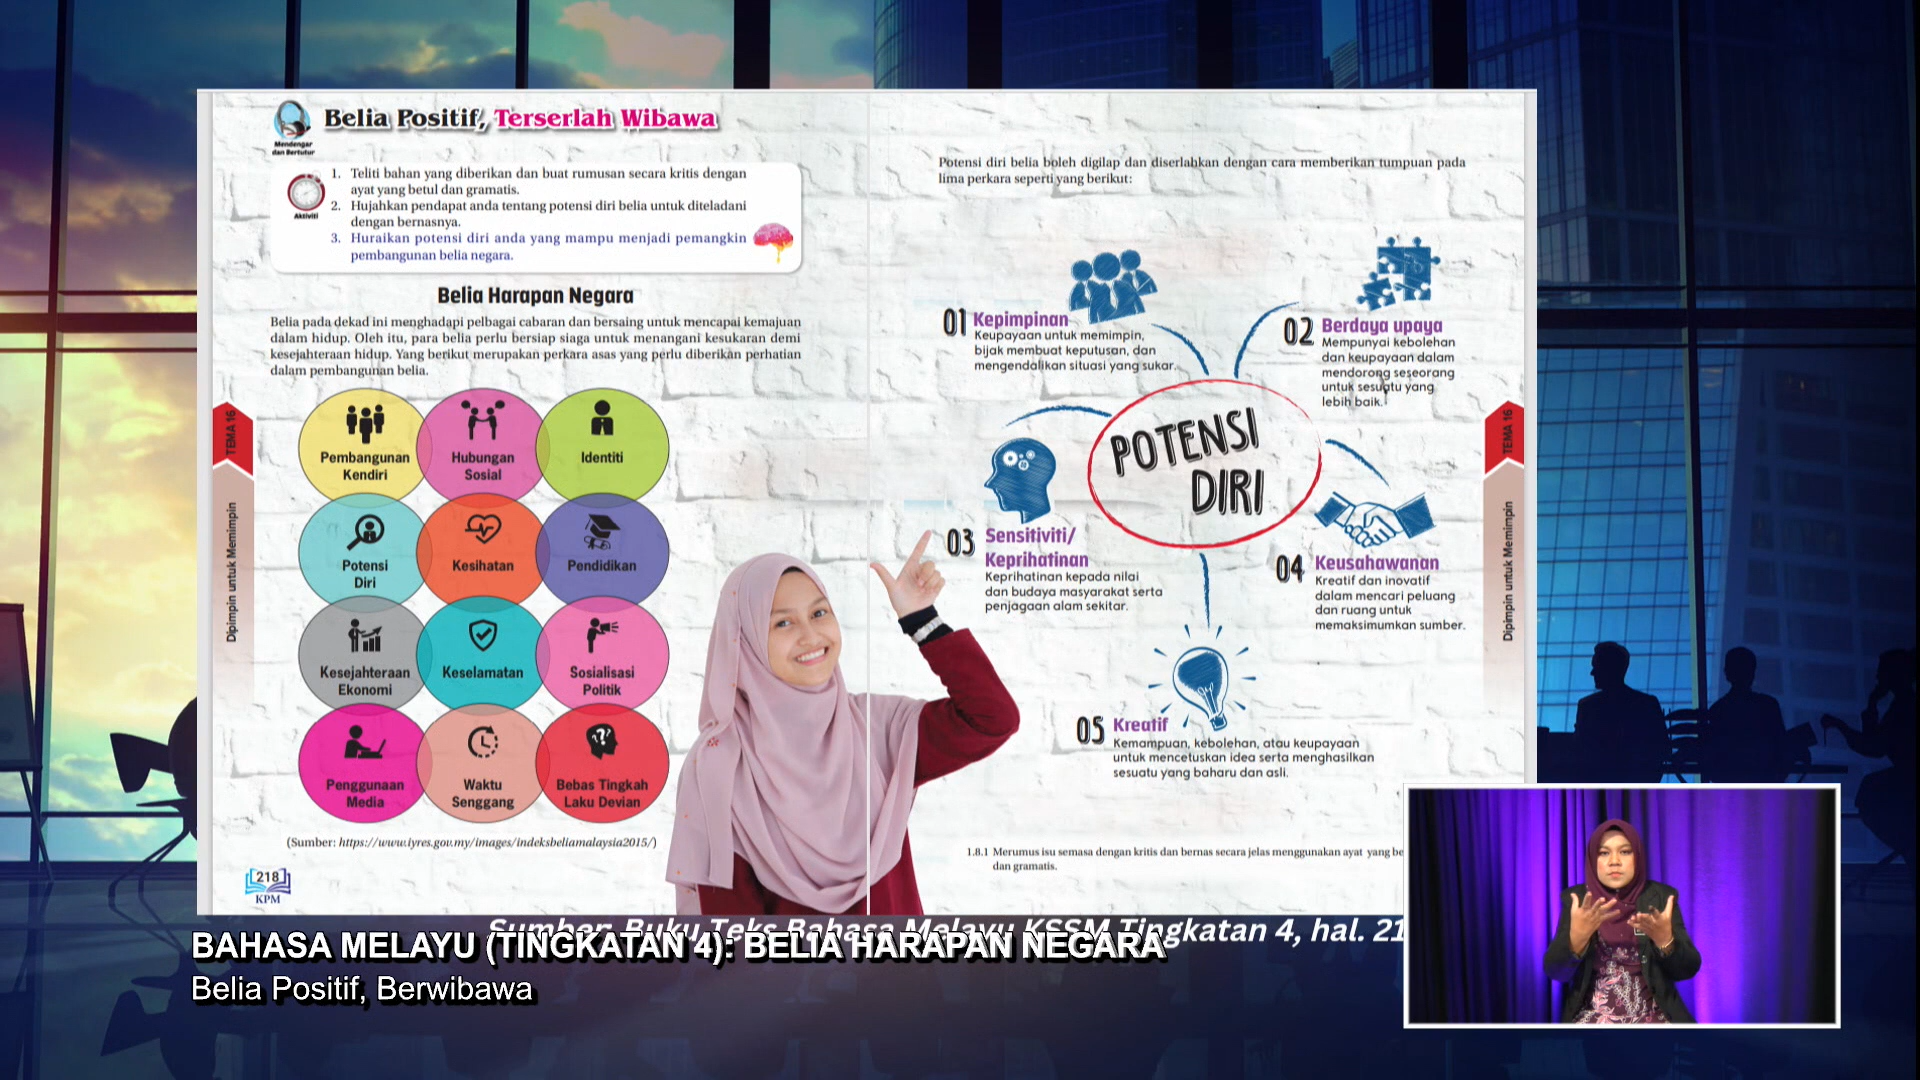 Belia Positif, Terserlah Wibawa
Mendengar
dan Bertutur
Aktiviti
1. Teliti bahan yang diberikan dan buat rumusan secara kritis dengan
ayat yang betul dan gramatis.
2. Hujahkan pendapat anda tentang potensi diri belia untuk diteladani
dengan bernasnya.
3. Huraikan potensi diri anda yang mampu menjadi pemangkin
pembangunan belia negara.
Belia Harapan Negara
Belia pada dekad ini menghadapi pelbagai cabaran dan bersaing untuk mencapai kemajuan
dalam hidup. Oleh itu, para belia perlu bersiap siaga untuk menangani kesukaran demi
kesejahteraan hidup. Yang berikut merupakan perkara asas yang perlu diberikan perhatian
dalam pembangunan belia.
TEMA 16
Dipimpin untuk Memimpin
Pembangunan
Kendiri
Hubungan
Sosial
Identiti
Potensi
Diri
Kesihatan
Pendidikan
Kesejahteraan
Ekonomi
Keselamatan
Sosialisasi
Politik
Penggunaan
Media
Waktu
Senggang
Bebas Tingkah
Laku Devian
(Sumber: https://www.iyres.gov.my/images/indeksbeliamalaysia2015/)
218
KPM
Potensi diri belia boleh digilap dan diserlahkan dengan cara memberikan tumpuan pada
lima perkara seperti yang berikut:
POTENSI
DIRI
01 Kepimpinan
Keupayaan untuk memimpin,
bijak membuat keputusan, dan
mengendalikan situasi yang sukar.
02 Berdaya upaya
Mempunyai kebolehan
dan keupayaan dalam
mendorong seseorang
untuk sesuatu yang
lebih baik.
03 Sensitiviti/
Keprihatinan
Keprihatinan kepada nilai
dan budaya masyarakat serta
penjagaan alam sekitar.
04 Keusahawanan
Kreatif dan inovatif
dalam mencari peluang
dan ruang untuk
memaksimumkan sumber.
05 Kreatif
Kemampuan, kebolehan, atau keupayaan
untuk mencetuskan idea serta menghasilkan
sesuatu yang baharu dan asli.
TEMA 16
Dipimpin untuk Memimpin
1.8.1 Merumus isu semasa dengan kritis dan bernas secara jelas menggunakan ayat yang be
dan gramatis.
Sumber: Buku Teks Bahasa Melayu KSSM Tingkatan 4, hal. 21
BAHASA MELAYU (TINGKATAN 4): BELIA HARAPAN NEGARA
Belia Positif, Berwibawa